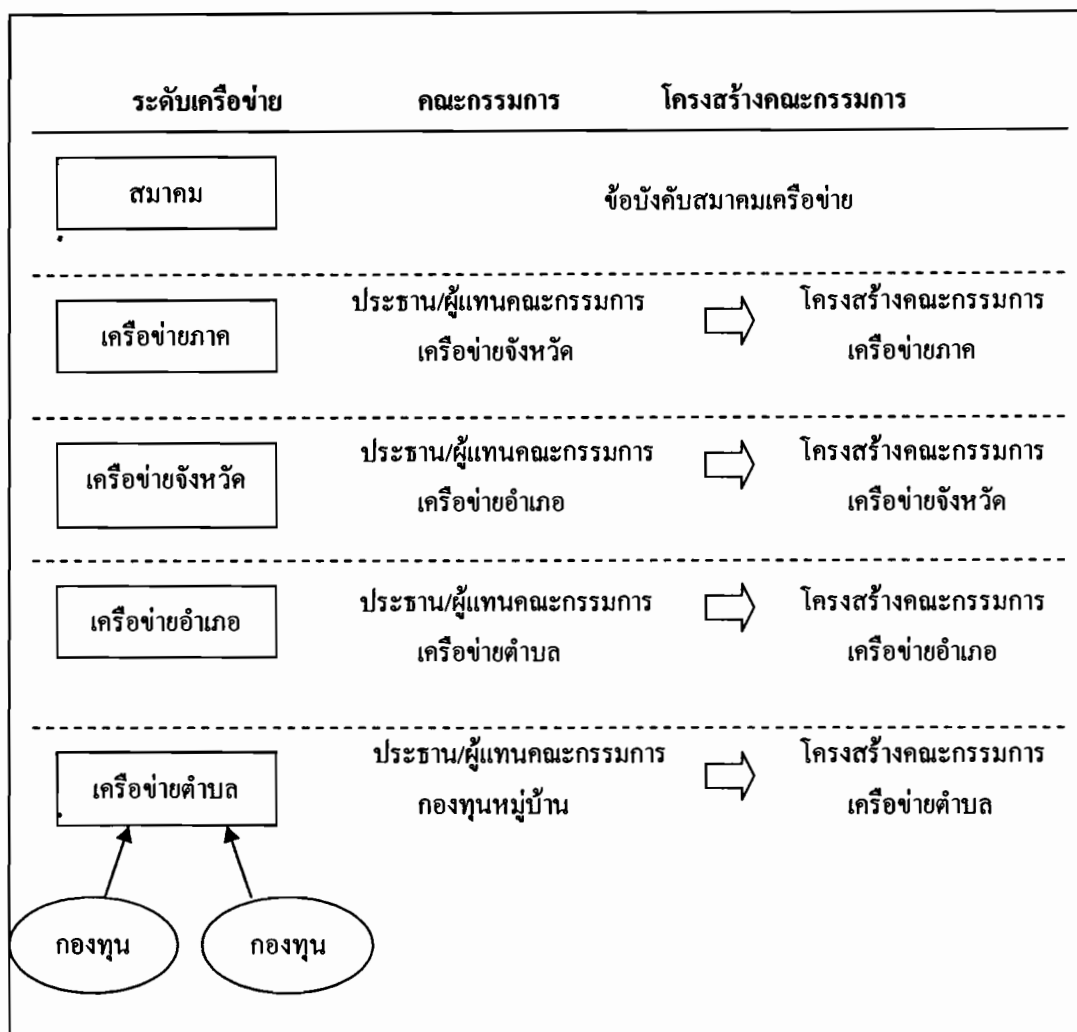 ระดับเครือข่าย คณะกรรมการ โครงสร้างคณะกรรมการ
สมาคม ข้อบังคับสมาคมเครือข่าย
ประธาน/ผู้แทนคณะกรรมการ โครงสร้างคณะกรรมการ
เครือข่ายภาค เครือข่ายจังหวัด เครือข่ายภาค
ประธาน/ผู้แทนคณะกรรมการ โครงสร้างคณะกรรมการ
เครือข่ายจังหวัด เครือข่ายอำเภอ เครือข่ายจังหวัด
ประธาน/ผู้แทนคณะกรรมการ โครงสร้างคณะกรรมการ
เครือข่ายอำเภอ เครือข่ายตำบล เครือข่ายอำเภอ
ประธาน/ผู้แทนคณะกรรมการ โครงสร้างคณะกรรมการ
เครือข่ายตำบล กองทุนหมู่บ้าน เครือข่ายตำบล
กองทุน กองทุน